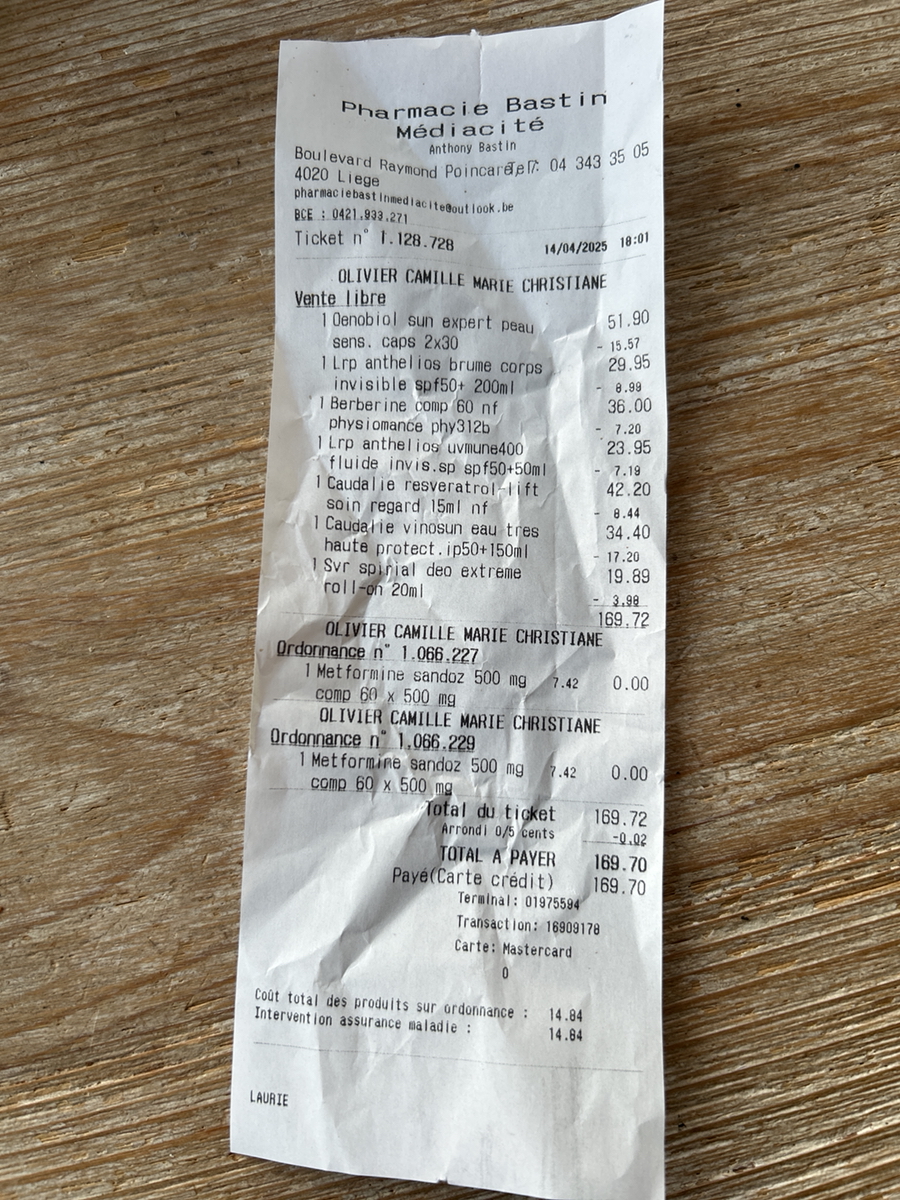 Pharmacie Bastin
Médiacité
Anthony Bastin
Boulevard Raymond Poincaré 7: 04 343 35 05
4020 Liege
pharmaciebastinmediacite@outlook.be
BCE : 0421.933.271
Ticket n° 1.128.728 14/04/2025 18:01
OLIVIER CAMILLE MARIE CHRISTIANE
Vente libre
1 Oenobiol sun expert peau 51.90
sens. caps 2x30 - 15.57
1 Lrp anthelios brume corps 29.95
invisible spf50+ 200ml - 8.99
1 Berberine comp 60 nf 36.00
physiomance phy312b - 7.20
1 Lrp anthelios uvmune400 23.95
fluide invis.sp spf50+50ml - 7.19
1 Caudalie resveratrol-lift 42.20
soin regard 15ml nf - 8.44
1 Caudalie vinosun eau tres 34.40
haute protect.ip50+150ml - 17.20
1 Svr spirial deo extreme 19.89
roll-on 20ml - 3.98
169.72
OLIVIER CAMILLE MARIE CHRISTIANE
Ordonnance n° 1.066.227
1 Metformine sandoz 500 mg 7.42 0.00
comp 60 x 500 mg
OLIVIER CAMILLE MARIE CHRISTIANE
Ordonnance n° 1.066.229
1 Metformine sandoz 500 mg 7.42 0.00
comp 60 x 500 mg
Total du ticket 169.72
Arrondi 0/5 cents -0.02
TOTAL A PAYER 169.70
Payé(Carte crédit) 169.70
Terminal: 01975594
Transaction: 16909178
Carte: Mastercard
0
Coût total des produits sur ordonnance : 14.84
Intervention assurance maladie : 14.84
LAURIE